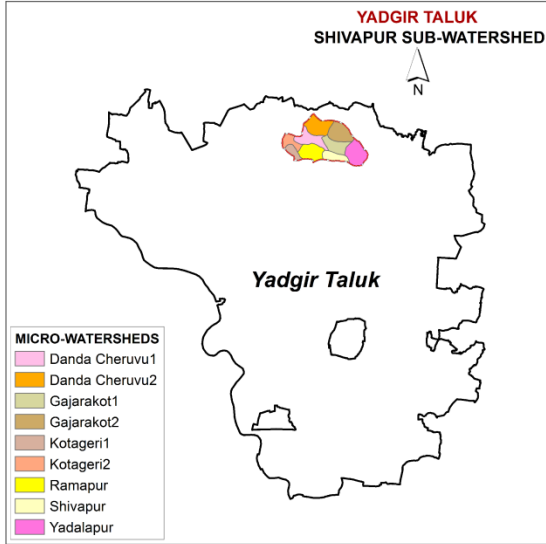 YADGIR TALUK
SHIVAPUR SUB-WATERSHED
N
Yadgir Taluk
MICRO-WATERSHEDS
Danda Cheruvu1
Danda Cheruvu2
Gajarakot1
Gajarakot2
Kotageri1
Kotageri2
Ramapur
Shivapur
Yadalapur